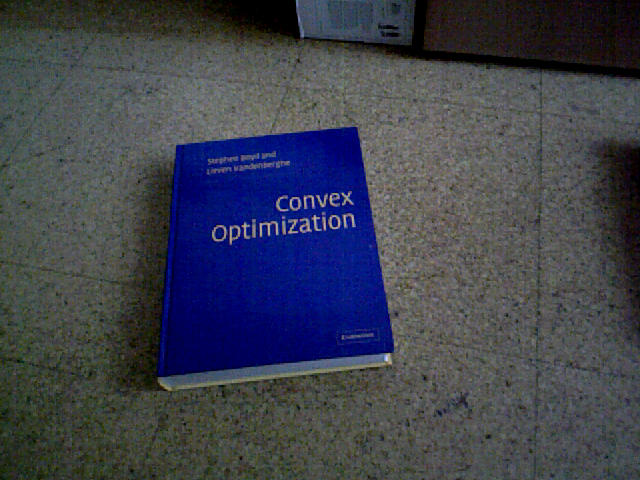 Stephen Boyd and
Lieven Vandenberghe
Convex
Optimization